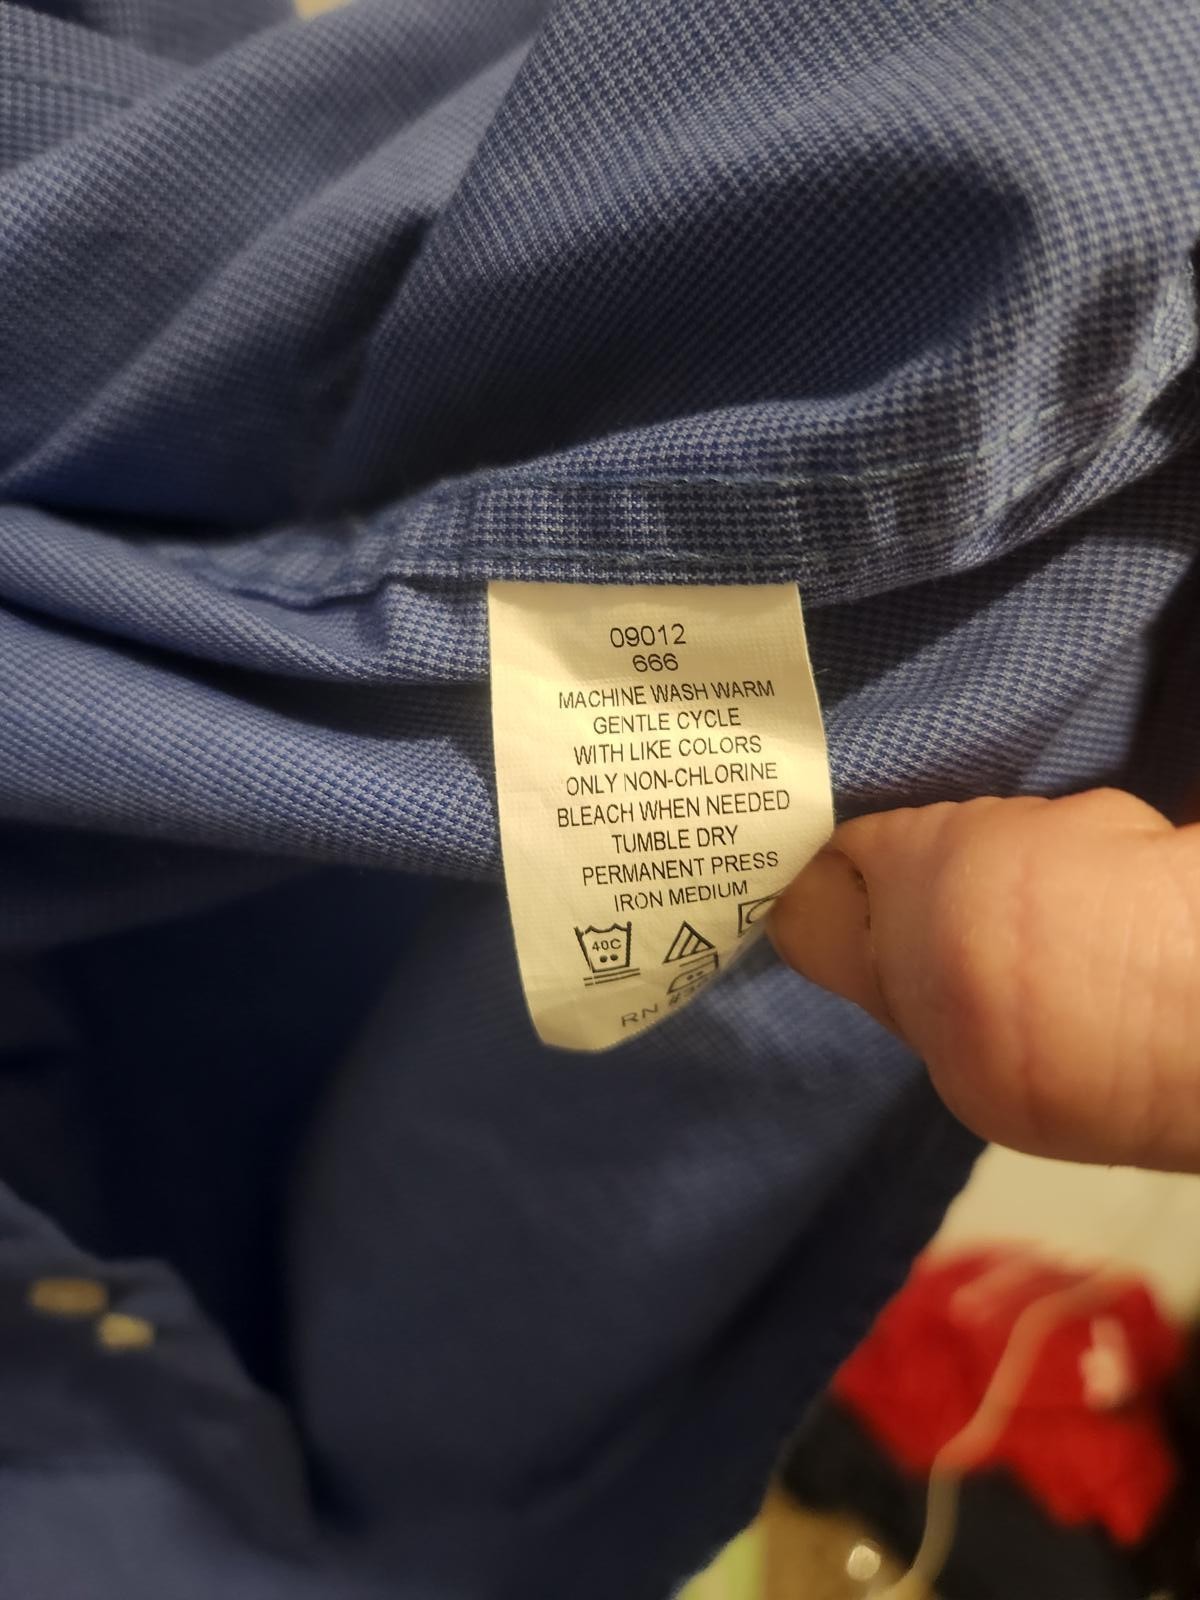 09012
666
MACHINE WASH WARM
GENTLE CYCLE
WITH LIKE COLORS
ONLY NON-CHLORINE
BLEACH WHEN NEEDED
TUMBLE DRY
PERMANENT PRESS
IRON MEDIUM
40C
RN